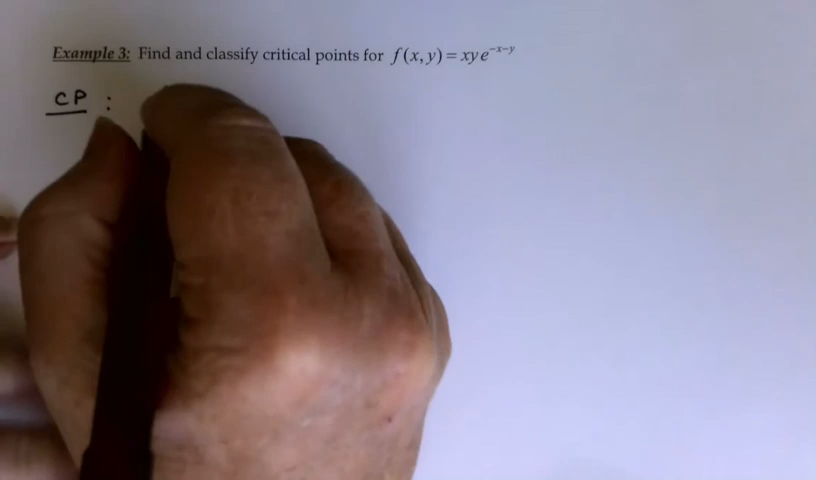 Example 3: Find and classify critical points for f(x, y) = xye^{-x-y}
CP :